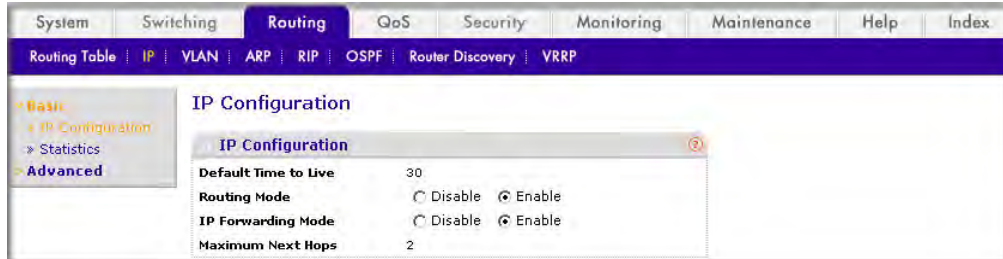 System Switching Routing QoS Security Monitoring Maintenance Help Index
Routing Table IP VLAN ARP RIP OSPF Router Discovery VRRP
Basic
» IP Configuration
» Statistics
» Advanced
IP Configuration
IP Configuration ?
Default Time to Live 30
Routing Mode Disable Enable
IP Forwarding Mode Disable Enable
Maximum Next Hops 2